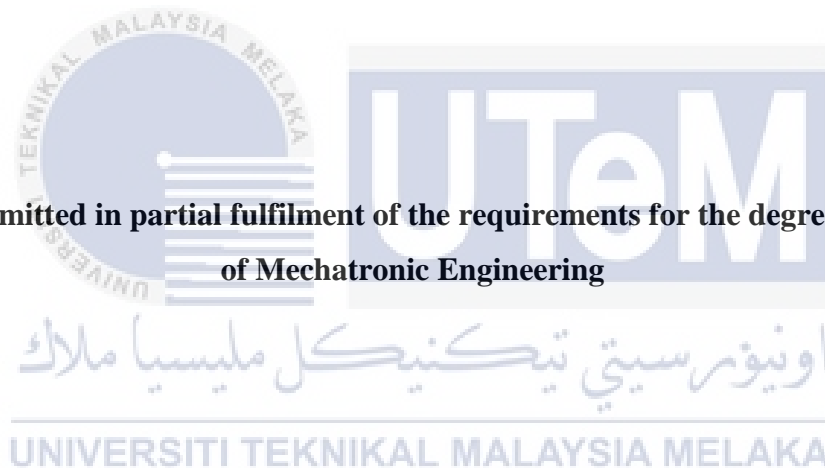 UNIVERSITI TEKNIKAL MALAYSIA MELAKA
UTeM
mitted in partial fulfilment of the requirements for the degre
of Mechatronic Engineering
اونيۏرسيتي تيكنيكل مليسيا ملاك
UNIVERSITI TEKNIKAL MALAYSIA MELAKA